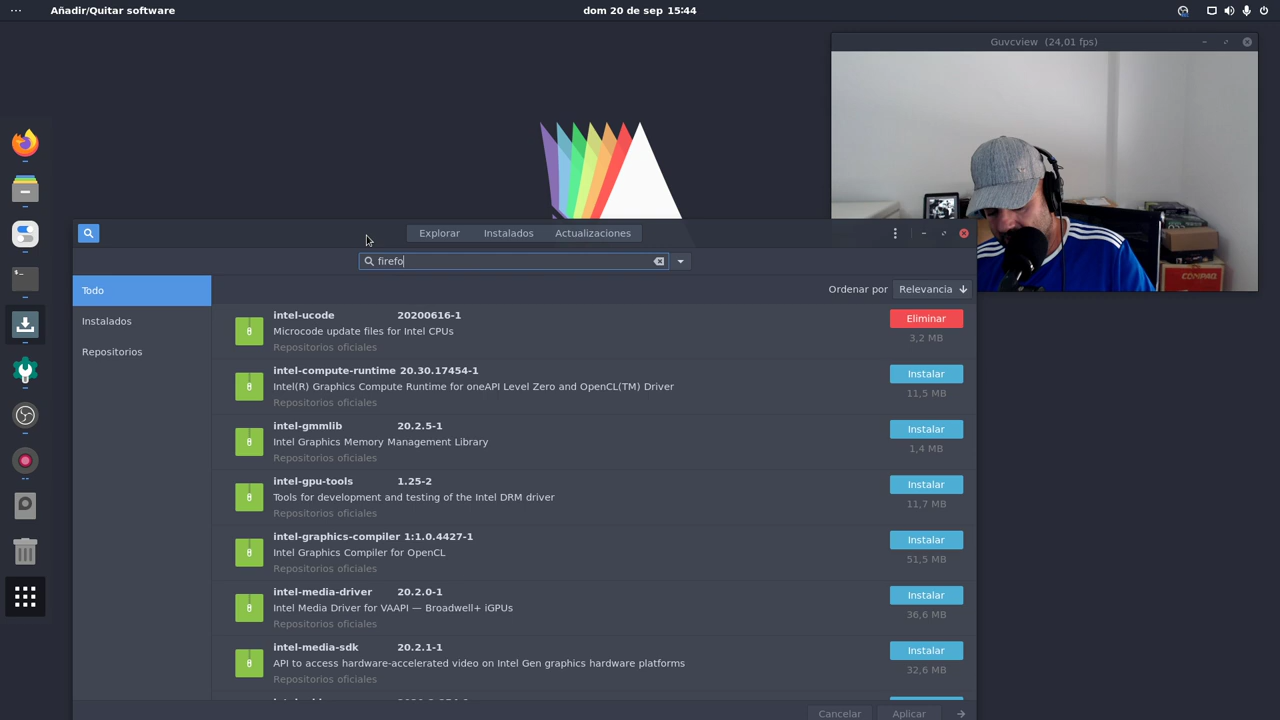 Añadir/Quitar software
dom 20 de sep 15:44
Guvcview (24,01 fps)
Explorar Instalados Actualizaciones
firefo
Todo
Instalados
Repositorios
Ordenar por Relevancia
intel-ucode 20200616-1
Microcode update files for Intel CPUs
Repositorios oficiales
Eliminar
3,2 MB
intel-compute-runtime 20.30.17454-1
Intel(R) Graphics Compute Runtime for oneAPI Level Zero and OpenCL(TM) Driver
Repositorios oficiales
Instalar
11,5 MB
intel-gmmlib 20.2.5-1
Intel Graphics Memory Management Library
Repositorios oficiales
Instalar
1,4 MB
intel-gpu-tools 1.25-2
Tools for development and testing of the Intel DRM driver
Repositorios oficiales
Instalar
11,7 MB
intel-graphics-compiler 1:1.0.4427-1
Intel Graphics Compiler for OpenCL
Repositorios oficiales
Instalar
51,5 MB
intel-media-driver 20.2.0-1
Intel Media Driver for VAAPI — Broadwell+ iGPUs
Repositorios oficiales
Instalar
36,6 MB
intel-media-sdk 20.2.1-1
API to access hardware-accelerated video on Intel Gen graphics hardware platforms
Repositorios oficiales
Instalar
32,6 MB
Cancelar Aplicar
COMPAQ